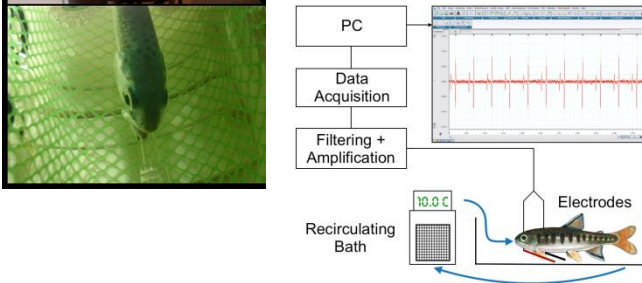 PC
Data
Acquisition
Filtering +
Amplification
10.0 C
Electrodes
Recirculating
Bath